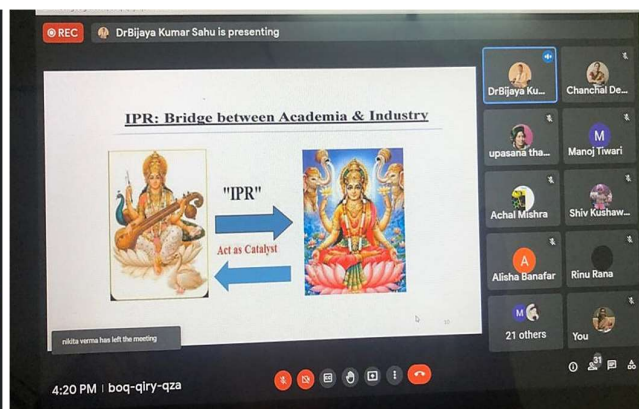 REC
DrBijaya Kumar Sahu is presenting
IPR: Bridge between Academia & Industry
"IPR"
Act as Catalyst
nikita verma has left the meeting
DrBijaya Ku...
Chanchal De...
upasana tha...
M
Manoj Tiwari
Achal Mishra
Shiv Kushaw...
A
Alisha Banafar
Rinu Rana
M
21 others
You
4:20 PM | boq-qiry-qza
31